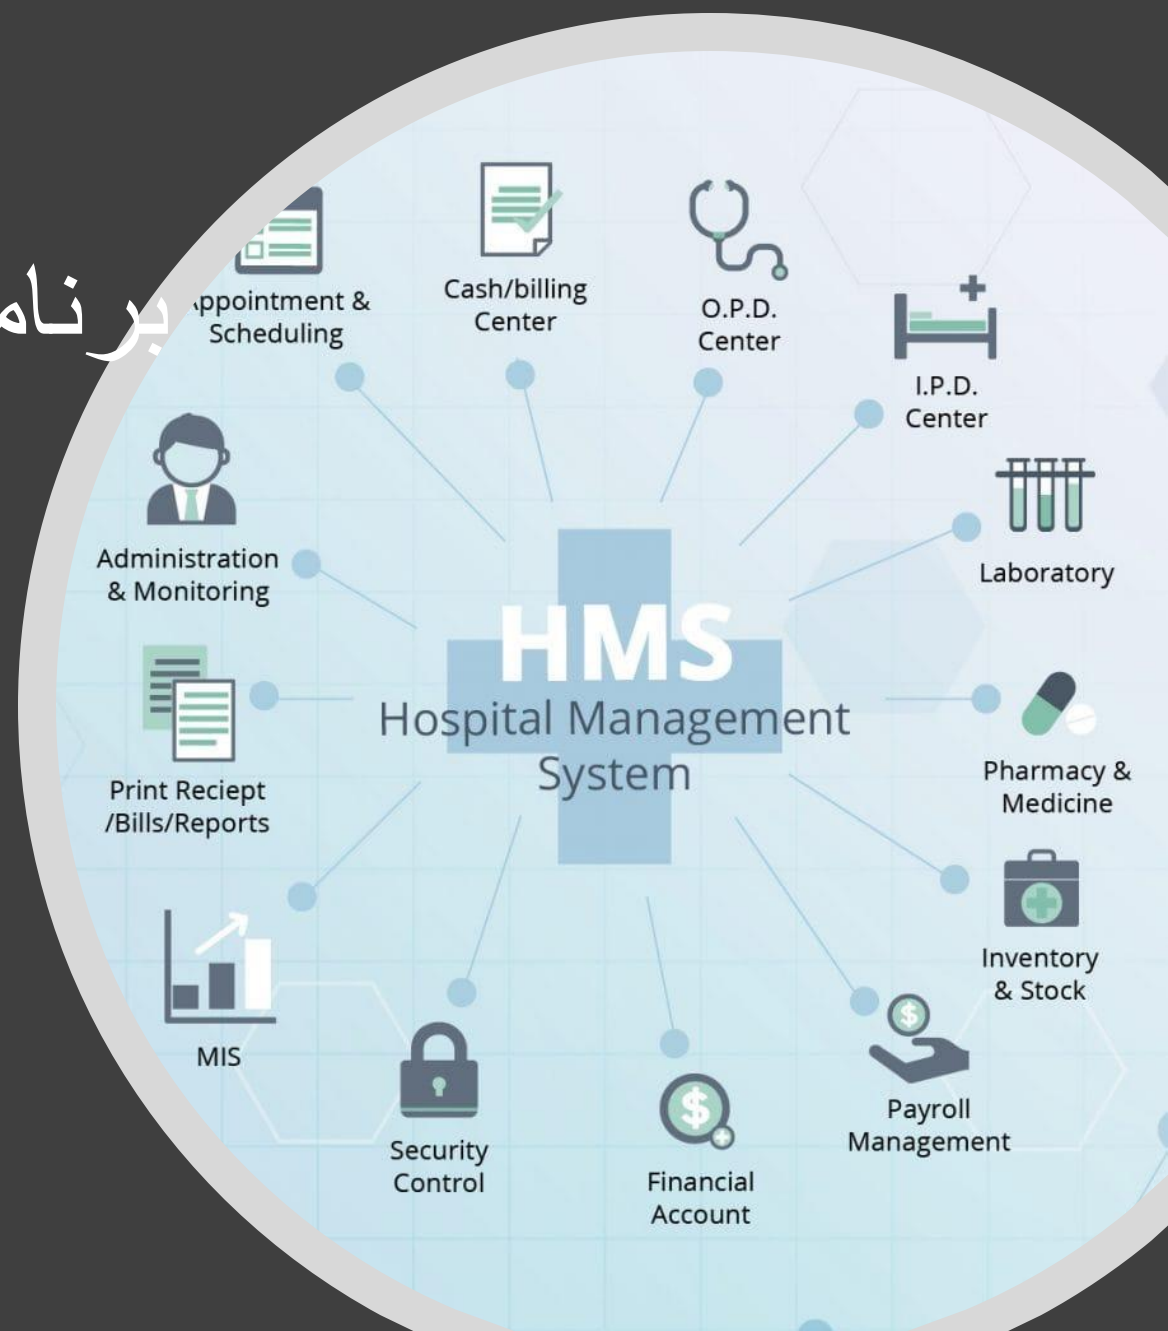 Cash/billing
Center
O.P.D.
Center
ppointment &
Scheduling
برنام
I.P.D.
Center
Laboratory
Administration
& Monitoring
HMS
Hospital Management
System
Pharmacy &
Medicine
Print Reciept
/Bills/Reports
Inventory
& Stock
MIS
Payroll
Management
Security
Control
Financial
Account